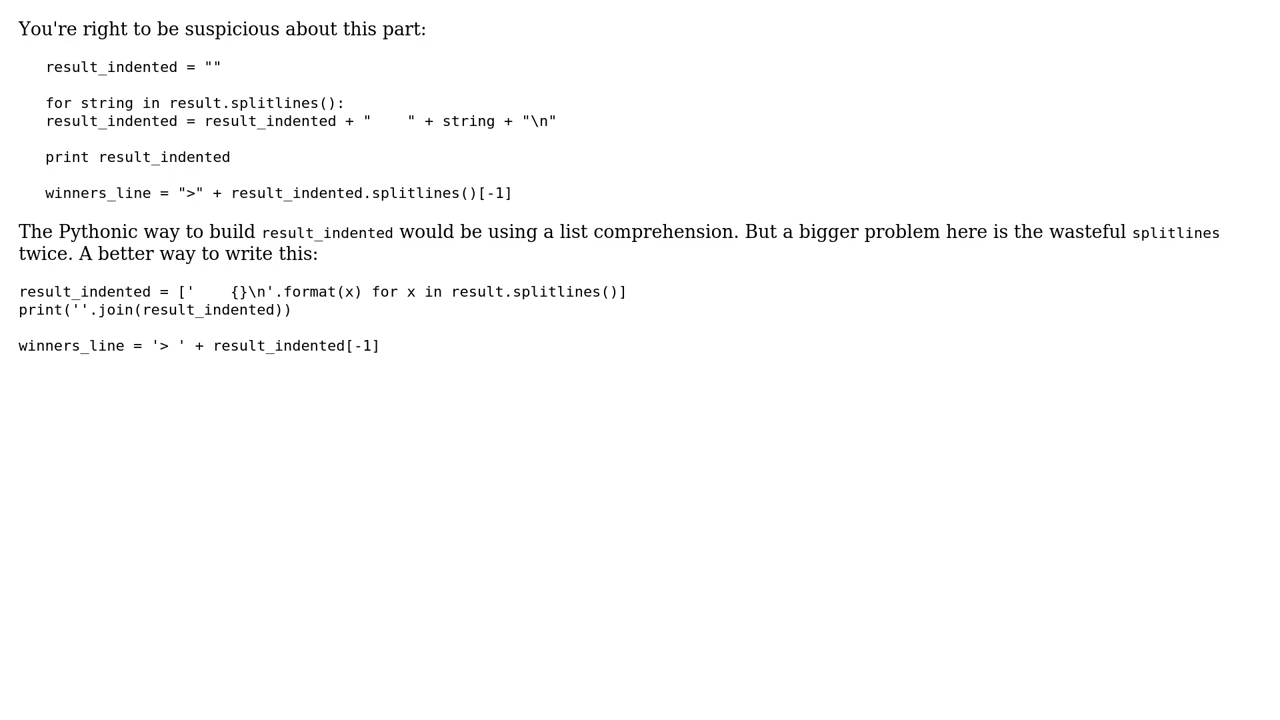 You're right to be suspicious about this part:
result_indented = ""
for string in result.splitlines():
result_indented = result_indented + "    " + string + "\n"
print result_indented
winners_line = ">" + result_indented.splitlines()[-1]
The Pythonic way to build result_indented would be using a list comprehension. But a bigger problem here is the wasteful splitlines
twice. A better way to write this:
result_indented = ['    {}\n'.format(x) for x in result.splitlines()]
print(''.join(result_indented))
winners_line = '> ' + result_indented[-1]